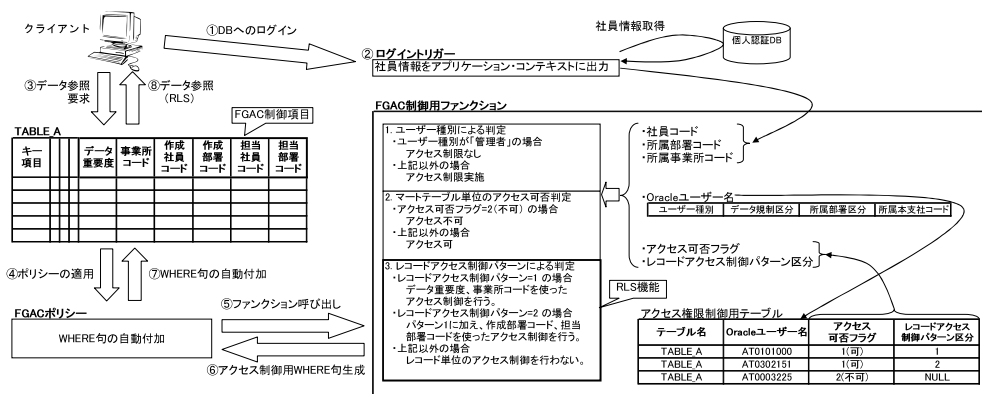 クライアント
①DBへのログイン
社員情報取得
個人認証DB
② ログイントリガー
社員情報をアプリケーション・コンテキストに出力
③データ参照
要求
⑧データ参照
(RLS)
FGAC制御項目
TABLE_A
キー
項目
データ
重要度
事業所
コード
作成
社員
コード
作成
部署
コード
担当
社員
コード
担当
部署
コード
④ポリシーの適用
⑦WHERE句の自動付加
FGACポリシー
WHERE句の自動付加
⑤ファンクション呼び出し
⑥アクセス制御用WHERE句生成
FGAC制御用ファンクション
1. ユーザー種別による判定
・ユーザー種別が「管理者」の場合
アクセス制限なし
・上記以外の場合
アクセス制限実施
2. マートテーブル単位のアクセス可否判定
・アクセス可否フラグ=2(不可) の場合
アクセス不可
・上記以外の場合
アクセス可
3. レコードアクセス制御パターンによる判定
・レコードアクセス制御パターン=1 の場合
データ重要度、事業所コードを使った
アクセス制御を行う。
・レコードアクセス制御パターン=2 の場合
パターン1に加え、作成部署コード、担当
部署コードを使ったアクセス制御を行う。
・上記以外の場合
レコード単位のアクセス制御を行わない。
・社員コード
・所属部署コード
・所属事業所コード
・Oracleユーザー名
ユーザー種別 データ規制区分 所属部署区分 所属本支社コード
・アクセス可否フラグ
・レコードアクセス制御パターン区分
RLS機能
アクセス権限制御用テーブル
テーブル名 Oracleユーザー名 アクセス可否フラグ レコードアクセス制御パターン区分
TABLE_A AT0101000 1(可) 1
TABLE_A AT0302151 1(可) 2
TABLE_A AT0003225 2(不可) NULL